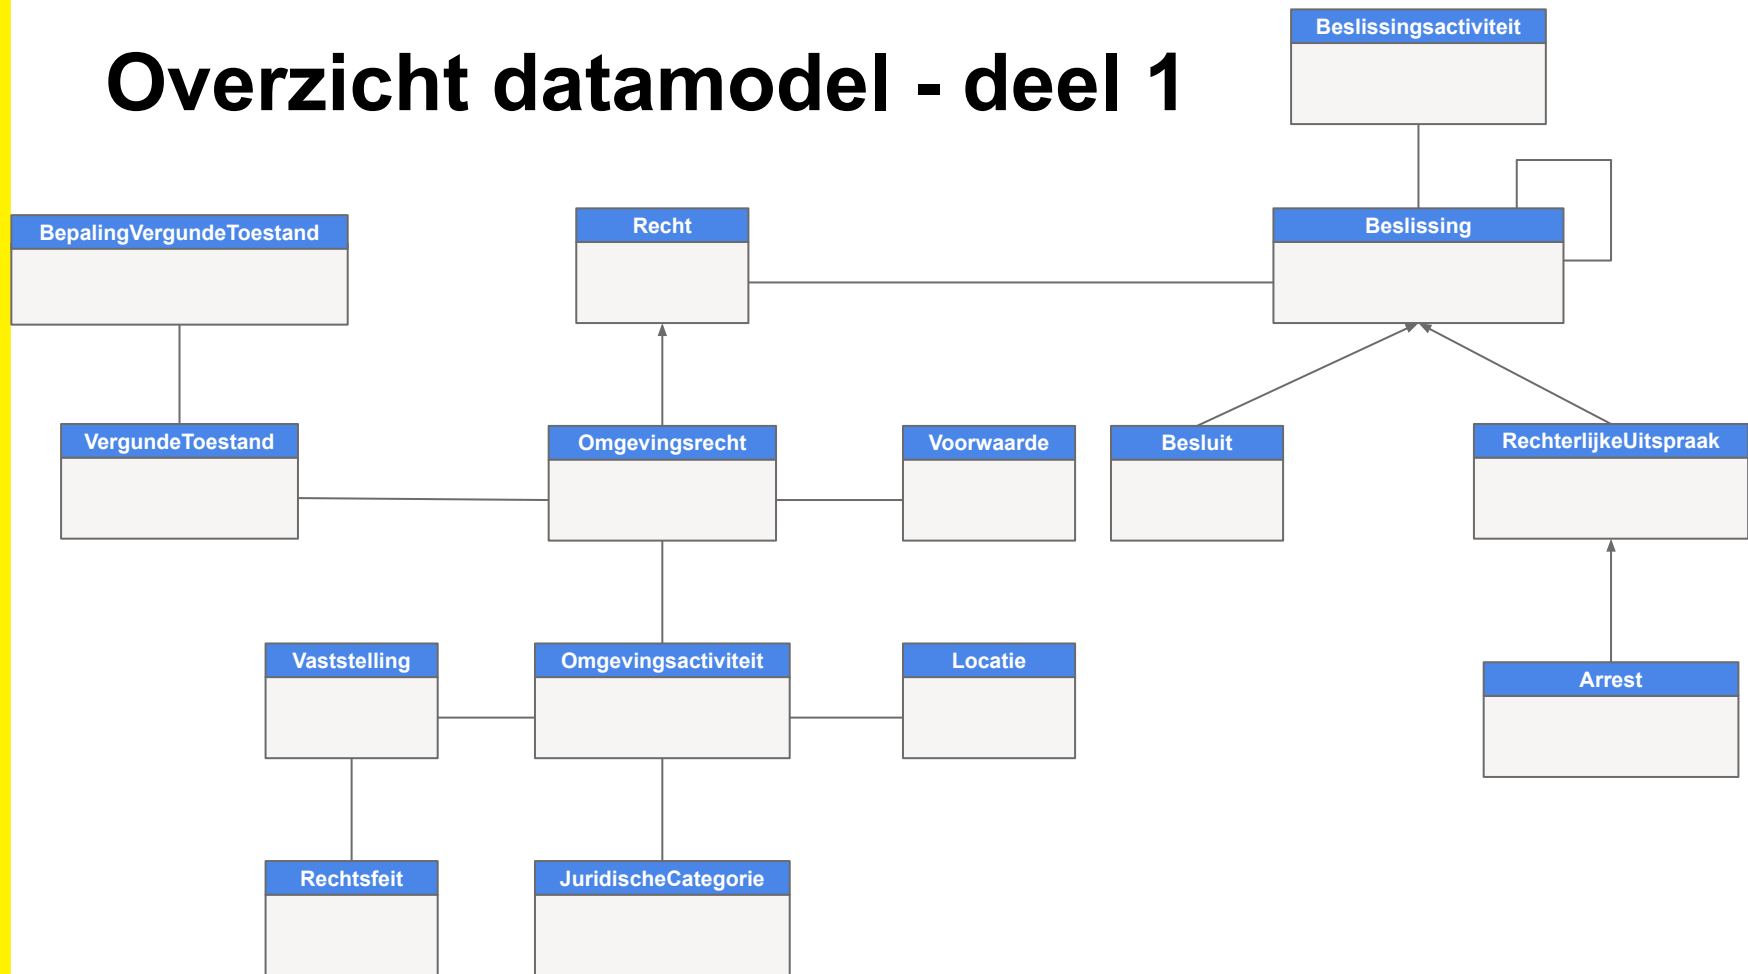 Overzicht datamodel - deel 1
Beslissingsactiviteit
BepalingVergundeToestand
Recht
Beslissing
VergundeToestand
Omgevingsrecht
Voorwaarde
Besluit
RechterlijkeUitspraak
Vaststelling
Omgevingsactiviteit
Locatie
Arrest
Rechtsfeit
JuridischeCategorie